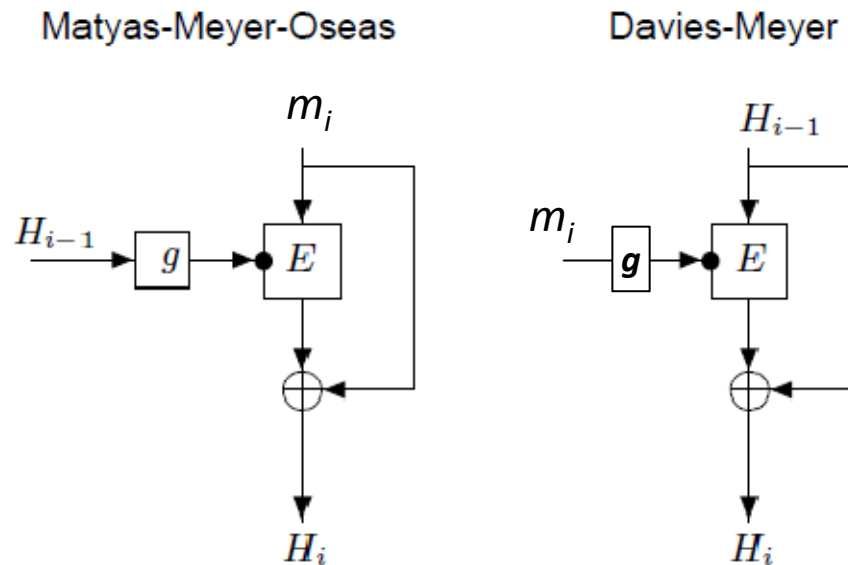 Matyas-Meyer-Oseas
m_i
H_{i−1}
g
E
H_i
Davies-Meyer
H_{i−1}
m_i
g
E
H_i